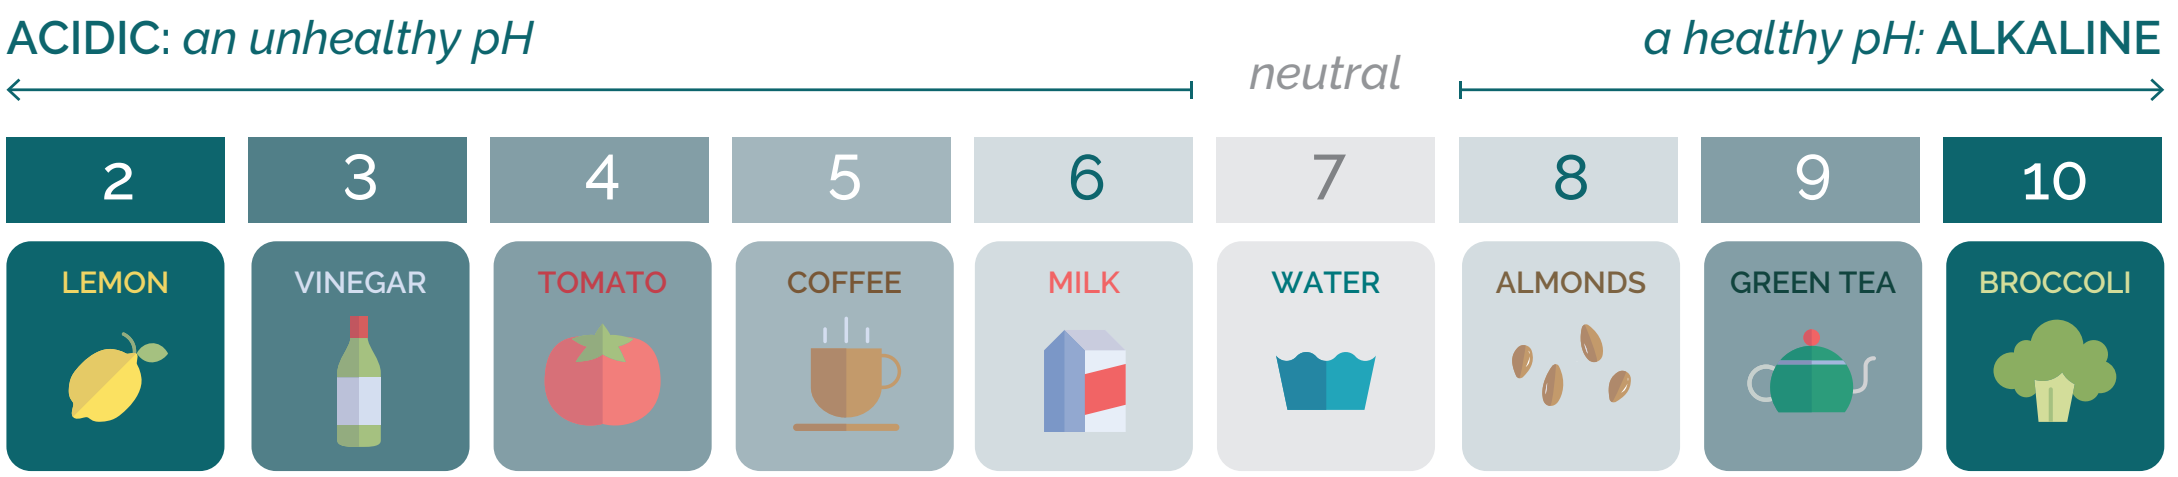 ACIDIC: an unhealthy pH
neutral
a healthy pH: ALKALINE
2 3 4 5 6 7 8 9 10
LEMON VINEGAR TOMATO COFFEE MILK WATER ALMONDS GREEN TEA BROCCOLI